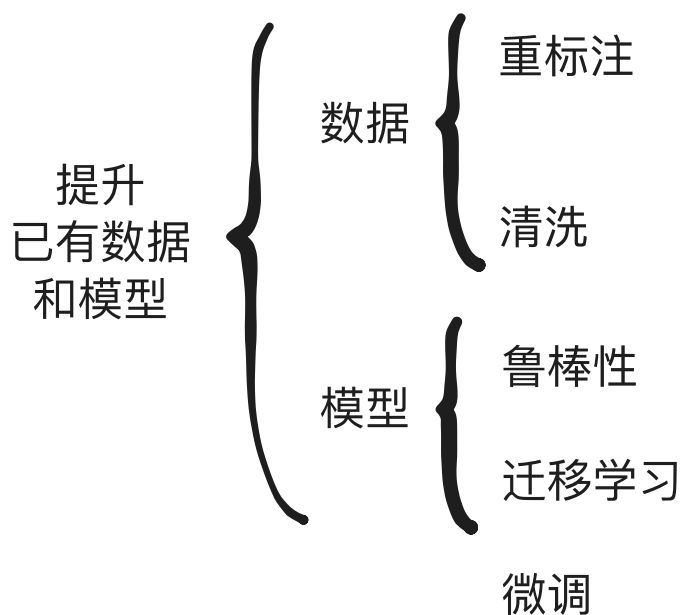 提升
已有数据
和模型
数据
重标注
清洗
模型
鲁棒性
迁移学习
微调